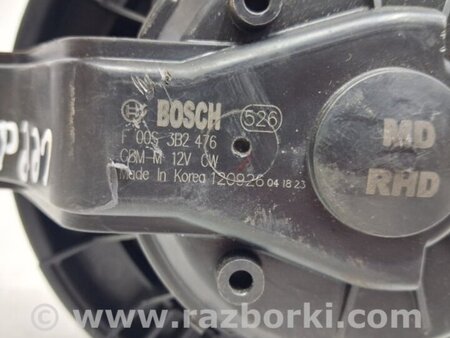 BOSCH 526
F 00S 3B2 476
CBM-M 12V CW
Made In Korea 120926 04 18 23
MD
RHD
www.razborki.com